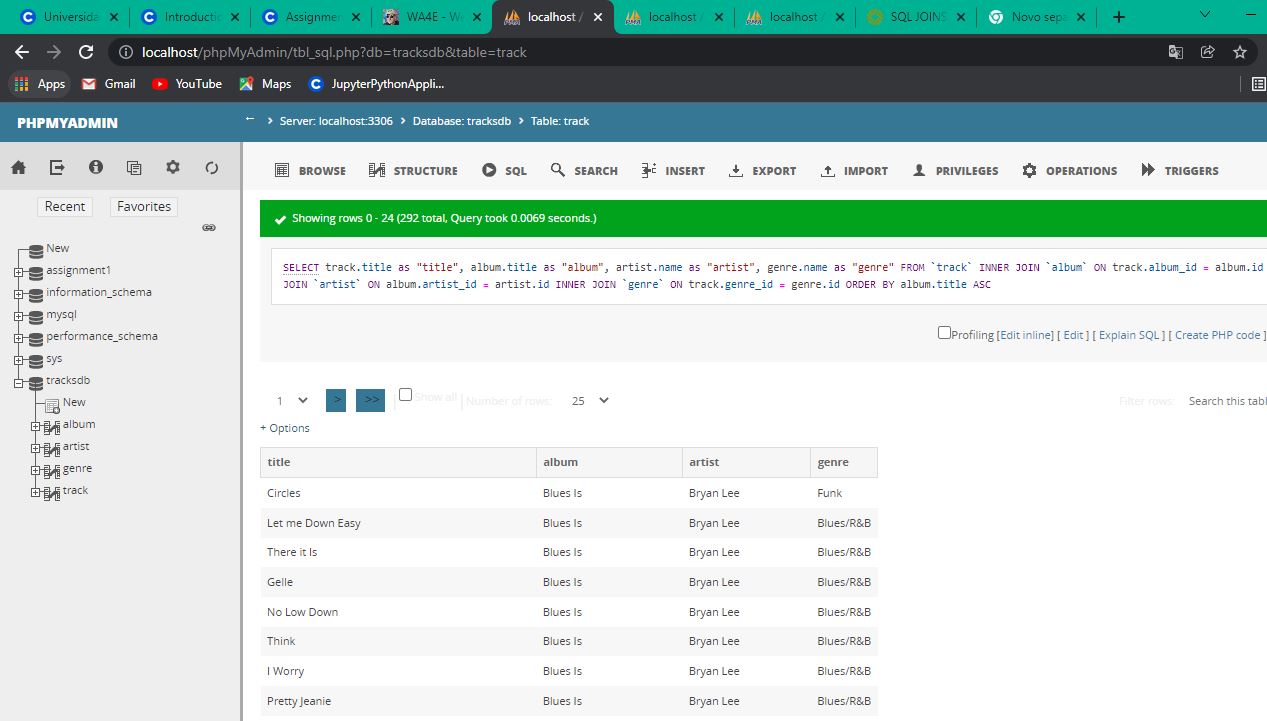 Universida
Introductic
Assignmer
WA4E - W
localhost /
localhost /
localhost /
SQL JOINS
Novo sepa
localhost/phpMyAdmin/tbl_sql.php?db=tracksdb&table=track
Apps
Gmail
YouTube
Maps
JupyterPythonAppli...
PHPMYADMIN
Server: localhost:3306
Database: tracksdb
Table: track
BROWSE
STRUCTURE
SQL
SEARCH
INSERT
EXPORT
IMPORT
PRIVILEGES
OPERATIONS
TRIGGERS
Recent
Favorites
New
assignment1
information_schema
mysql
performance_schema
sys
tracksdb
New
album
artist
genre
track
Showing rows 0 - 24 (292 total, Query took 0.0069 seconds.)
SELECT track.title as "title", album.title as "album", artist.name as "artist", genre.name as "genre" FROM `track` INNER JOIN `album` ON track.album_id = album.id
JOIN `artist` ON album.artist_id = artist.id INNER JOIN `genre` ON track.genre_id = genre.id ORDER BY album.title ASC
Profiling [Edit inline] [ Edit ] [ Explain SQL ] [ Create PHP code ]
1 > >> | Show all | Number of rows: 25 Filter rows: Search this tabl
+ Options
title album artist genre
Circles Blues Is Bryan Lee Funk
Let me Down Easy Blues Is Bryan Lee Blues/R&B
There it Is Blues Is Bryan Lee Blues/R&B
Gelle Blues Is Bryan Lee Blues/R&B
No Low Down Blues Is Bryan Lee Blues/R&B
Think Blues Is Bryan Lee Blues/R&B
I Worry Blues Is Bryan Lee Blues/R&B
Pretty Jeanie Blues Is Bryan Lee Blues/R&B